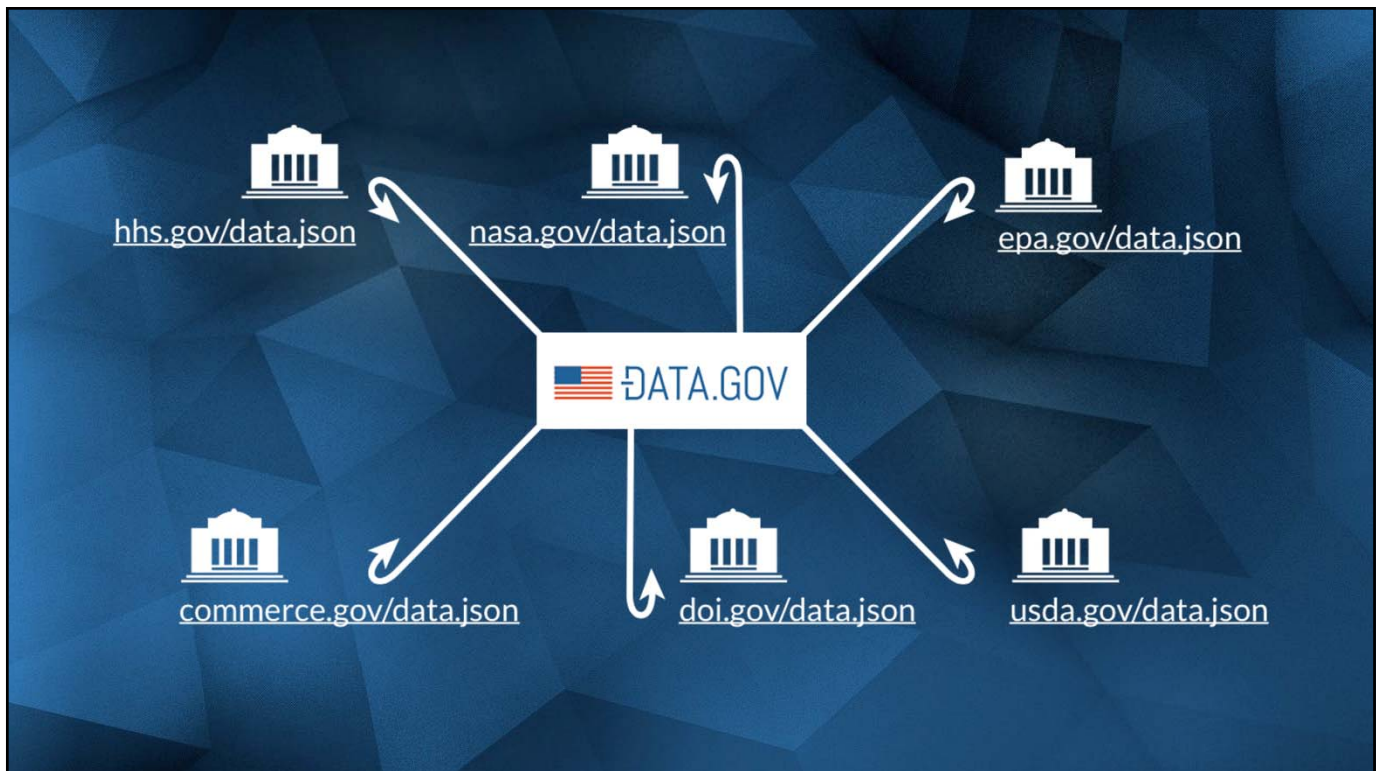 hhs.gov/data.json
nasa.gov/data.json
epa.gov/data.json
DATA.GOV
commerce.gov/data.json
doi.gov/data.json
usda.gov/data.json